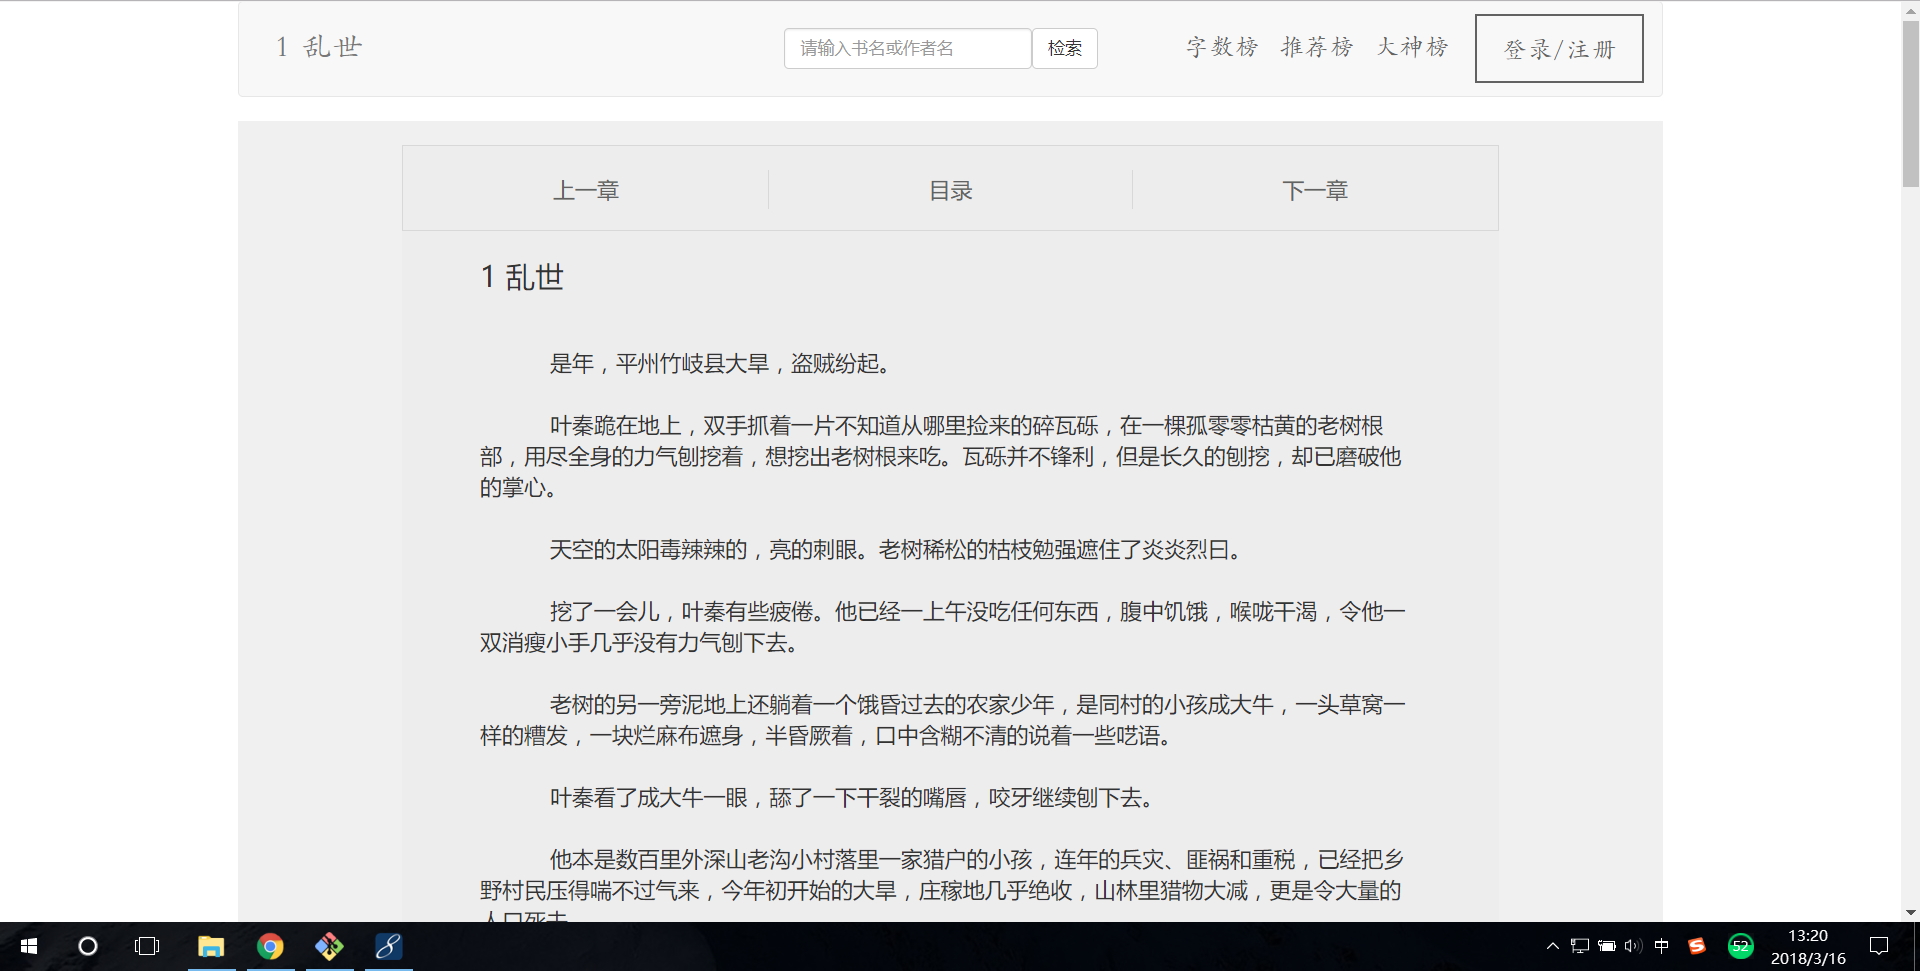 1 乱世
请输入书名或作者名
检索
字数榜 推荐榜 大神榜
登录/注册
上一章
目录
下一章
1 乱世
是年，平州竹岐县大旱，盗贼纷起。
叶秦跪在地上，双手抓着一片不知道从哪里捡来的碎瓦砾，在一棵孤零零枯黄的老树根
部，用尽全身的力气刨挖着，想挖出老树根来吃。瓦砾并不锋利，但是长久的刨挖，却已磨破他
的掌心。
天空的太阳毒辣辣的，亮的刺眼。老树稀松的枯枝勉强遮住了炎炎烈日。
挖了一会儿，叶秦有些疲倦。他已经一上午没吃任何东西，腹中饥饿，喉咙干渴，令他一
双消瘦小手几乎没有力气刨下去。
老树的另一旁泥地上还躺着一个饿昏过去的农家少年，是同村的小孩成大牛，一头草窝一
样的糟发，一块烂麻布遮身，半昏厥着，口中含糊不清的说着一些呓语。
叶秦看了成大牛一眼，舔了一下干裂的嘴唇，咬牙继续刨下去。
他本是数百里外深山老沟小村落里一家猎户的小孩，连年的兵灾、匪祸和重税，已经把乡
野村民压得喘不过气来，今年初开始的大旱，庄稼地几乎绝收，山林里猎物大减，更是令大量的
人口死去
中
52
13:20
2018/3/16